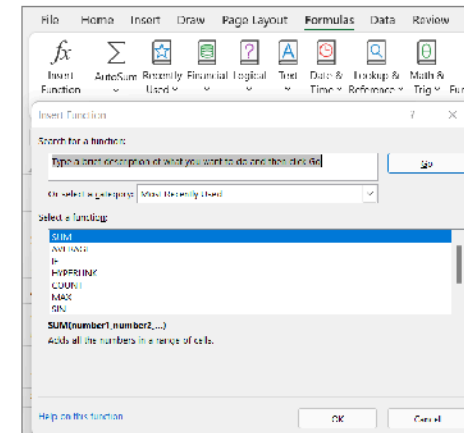 File Home Insert Draw Page Layout Formulas Data Review
fx Σ ? A Q θ
Insert AutoSum Recently Financial Logical Text Date & Lookup & Math &
Function Used Time Reference Trig
Insert Function ? ×
Search for a function:
Type a brief description of what you want to do and then click Go
Go
Or select a category: Most Recently Used
Select a function:
SUM
AVERAGE
IF
HYPERLINK
COUNT
MAX
SIN
SUM(number1,number2,...)
Adds all the numbers in a range of cells.
Help on this function OK Cancel